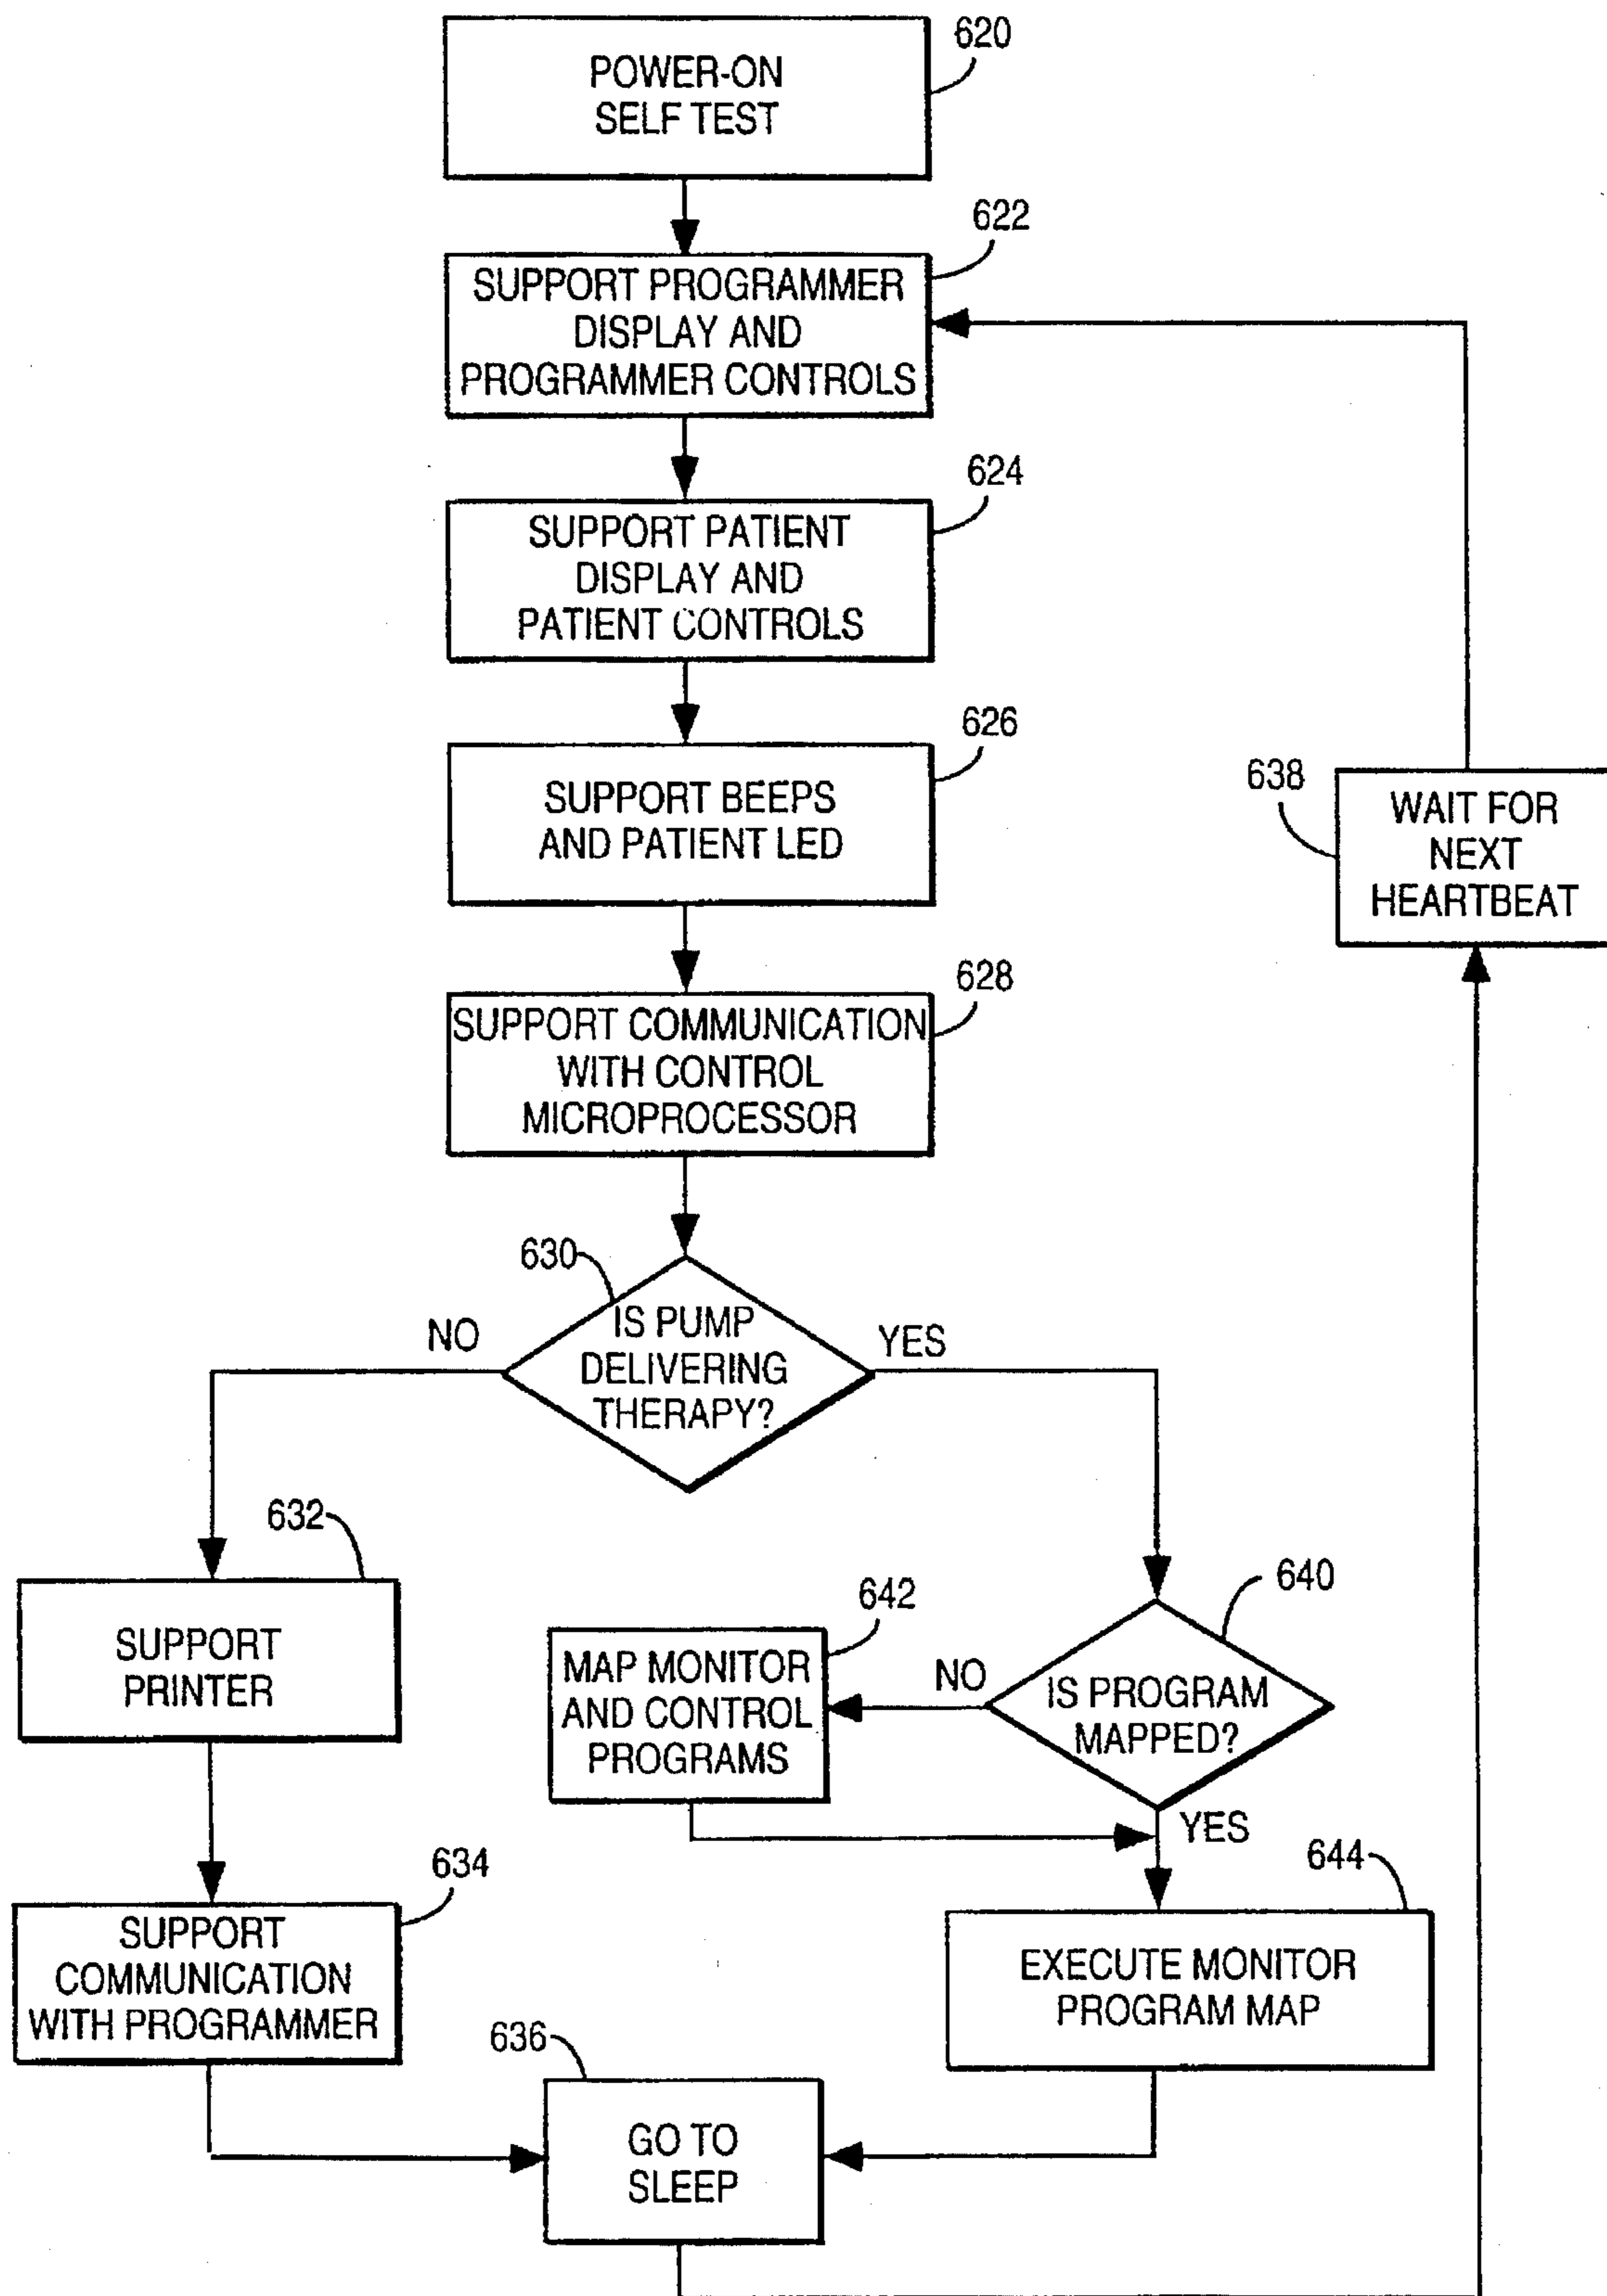 620
POWER-ON
SELF TEST
622
SUPPORT PROGRAMMER
DISPLAY AND
PROGRAMMER CONTROLS
624
SUPPORT PATIENT
DISPLAY AND
PATIENT CONTROLS
626
SUPPORT BEEPS
AND PATIENT LED
638
WAIT FOR
NEXT
HEARTBEAT
628
SUPPORT COMMUNICATION
WITH CONTROL
MICROPROCESSOR
630
NO
IS PUMP
DELIVERING
THERAPY?
YES
632
SUPPORT
PRINTER
642
MAP MONITOR
AND CONTROL
PROGRAMS
NO
640
IS PROGRAM
MAPPED?
YES
634
SUPPORT
COMMUNICATION
WITH PROGRAMMER
644
EXECUTE MONITOR
PROGRAM MAP
636
GO TO
SLEEP